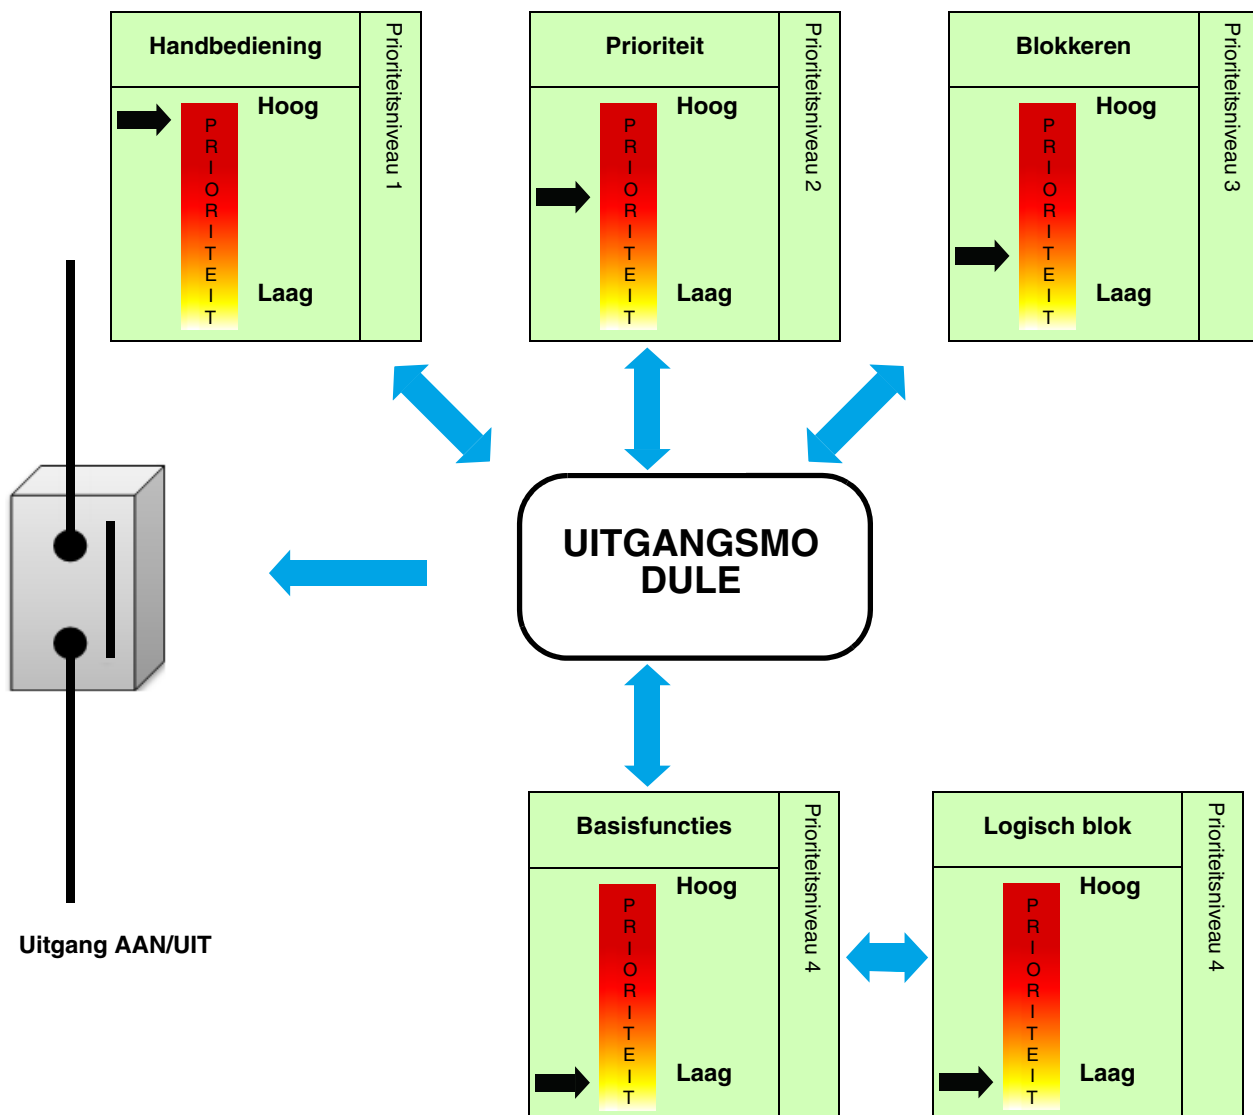 Handbediening
Prioriteitsniveau 1
Hoog
PRIORITEIT
Laag
Prioriteit
Prioriteitsniveau 2
Hoog
PRIORITEIT
Laag
Blokkeren
Prioriteitsniveau 3
Hoog
PRIORITEIT
Laag
UITGANGSMO
DULE
Uitgang AAN/UIT
Basisfuncties
Prioriteitsniveau 4
Hoog
PRIORITEIT
Laag
Logisch blok
Prioriteitsniveau 4
Hoog
PRIORITEIT
Laag